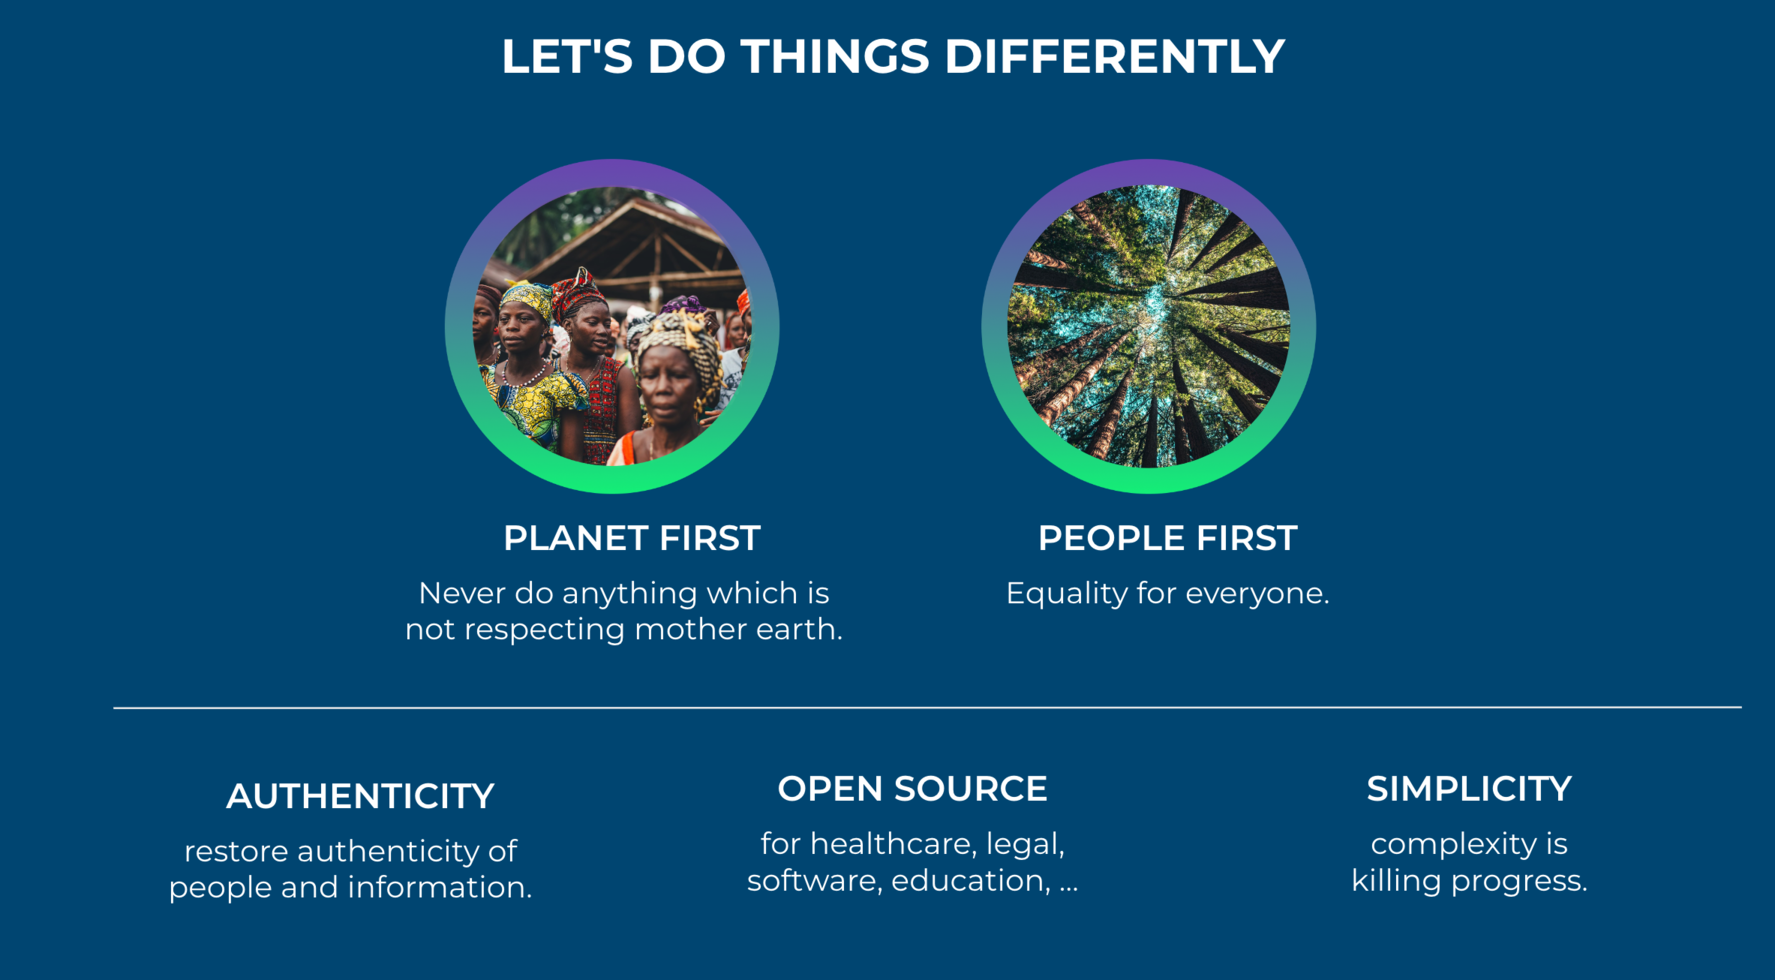 LET'S DO THINGS DIFFERENTLY
PLANET FIRST
Never do anything which is
not respecting mother earth.
PEOPLE FIRST
Equality for everyone.
AUTHENTICITY
restore authenticity of
people and information.
OPEN SOURCE
for healthcare, legal,
software, education, ...
SIMPLICITY
complexity is
killing progress.